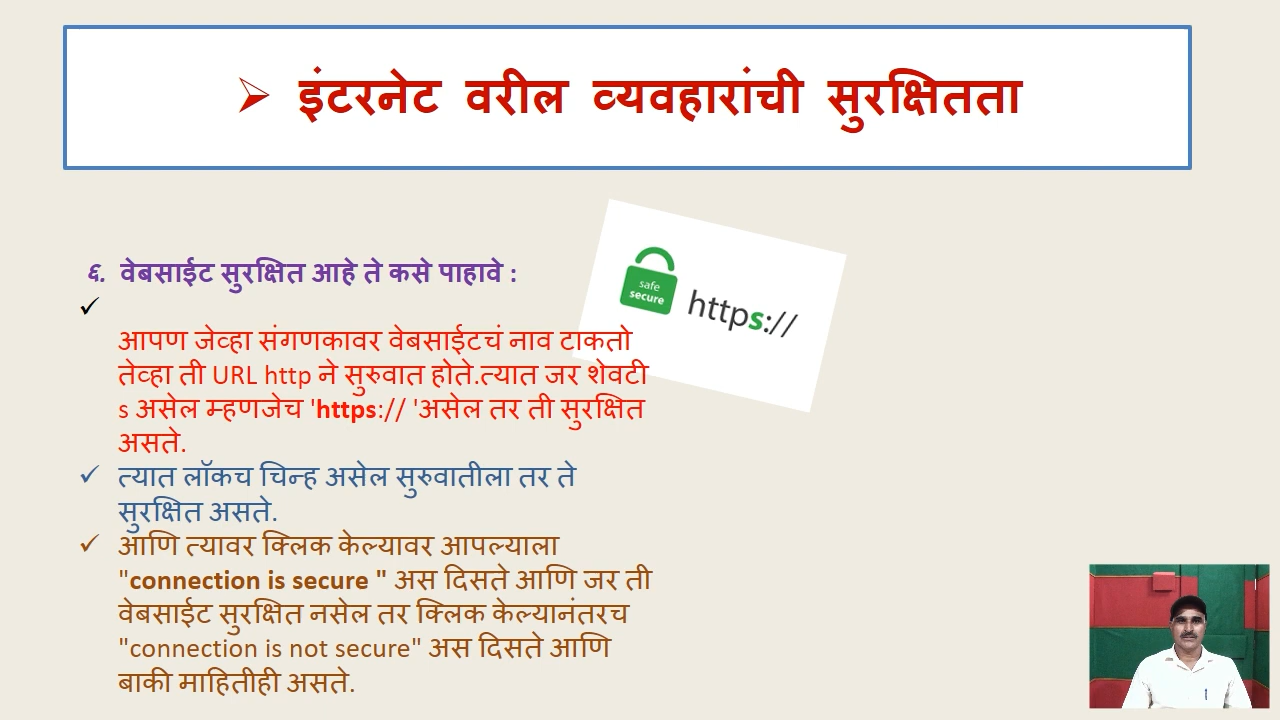 ➢ इंटरनेट वरील व्यवहारांची सुरक्षितता
safe
secure
https://
६. वेबसाईट सुरक्षित आहे ते कसे पाहावे :
✓
आपण जेव्हा संगणकावर वेबसाईटचं नाव टाकतो
तेव्हा ती URL http ने सुरुवात होते.त्यात जर शेवटी
s असेल म्हणजेच 'https:// 'असेल तर ती सुरक्षित
असते.
✓ त्यात लॉकच चिन्ह असेल सुरुवातीला तर ते
सुरक्षित असते.
✓ आणि त्यावर क्लिक केल्यावर आपल्याला
"connection is secure " अस दिसते आणि जर ती
वेबसाईट सुरक्षित नसेल तर क्लिक केल्यानंतरच
"connection is not secure" अस दिसते आणि
बाकी माहितीही असते.